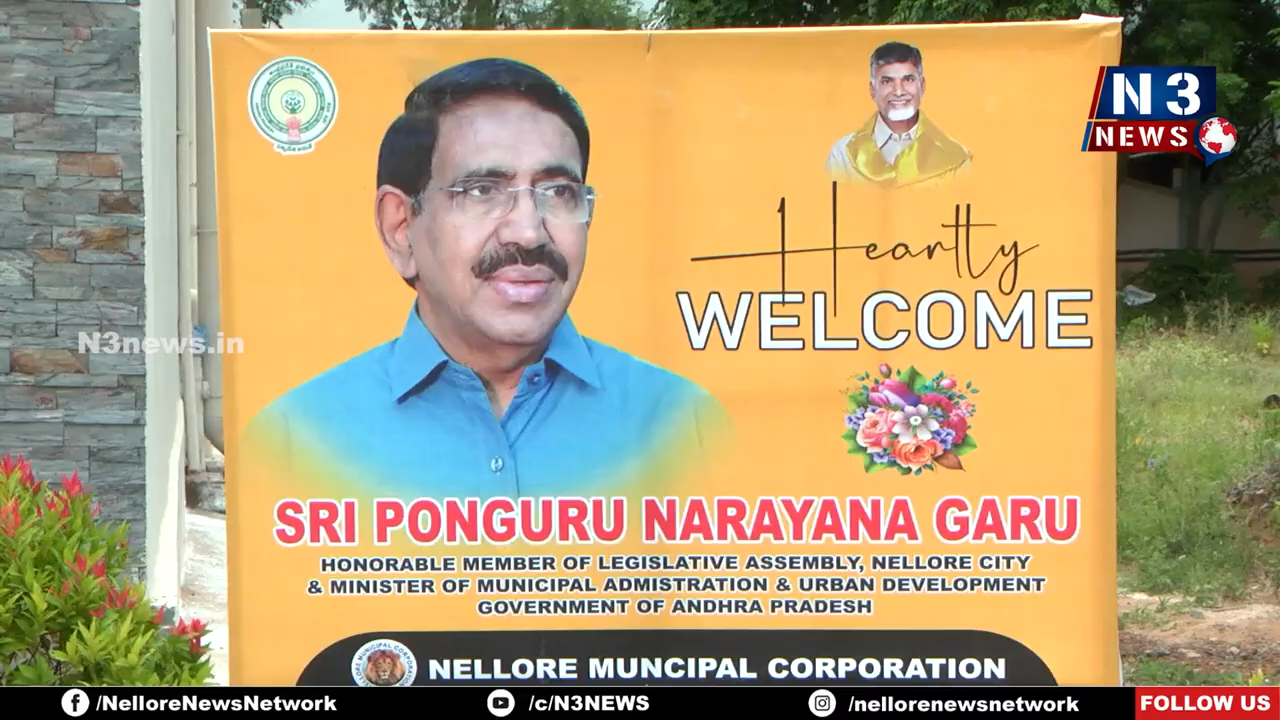 N3
NEWS
Heartly
WELCOME
N3news.in
SRI PONGURU NARAYANA GARU
HONORABLE MEMBER OF LEGISLATIVE ASSEMBLY, NELLORE CITY
& MINISTER OF MUNICIPAL ADMISTRATION & URBAN DEVELOPMENT
GOVERNMENT OF ANDHRA PRADESH
NELLORE MUNCIPAL CORPORATION
/NelloreNewsNetwork
/c/N3NEWS
/nellorenewsnetwork
FOLLOW US